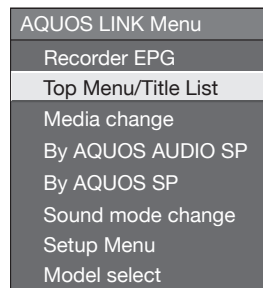 AQUOS LINK Menu
Recorder EPG
Top Menu/Title List
Media change
By AQUOS AUDIO SP
By AQUOS SP
Sound mode change
Setup Menu
Model select